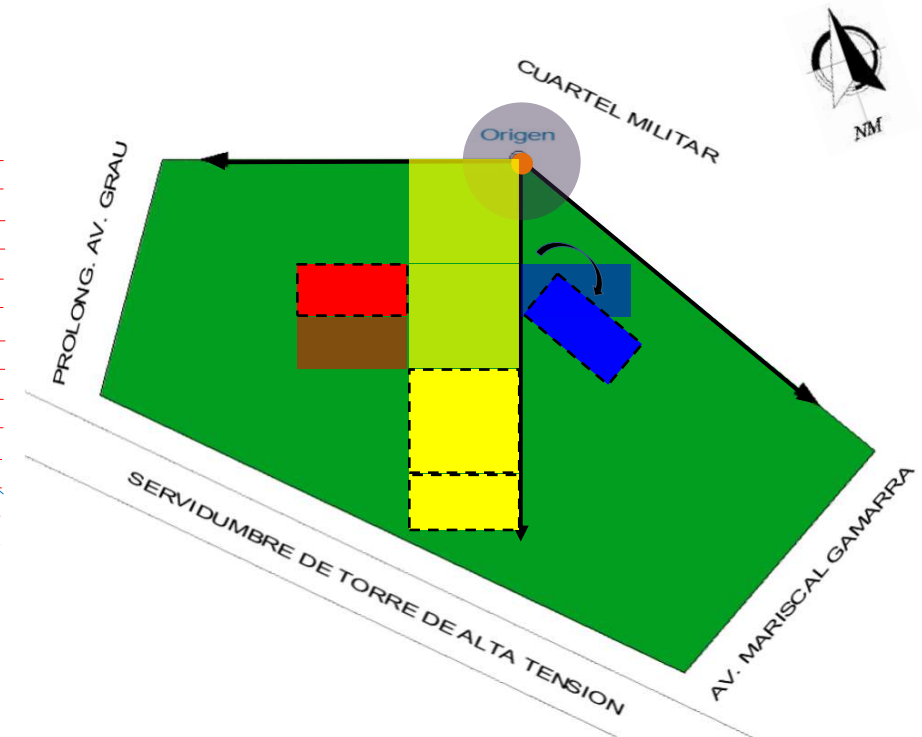 CUARTEL MILITAR
Origen
NM
PROLONG. AV. GRAU
SERVIDUMBRE DE TORRE DE ALTA TENSION
AV. MARISCAL GAMARRA